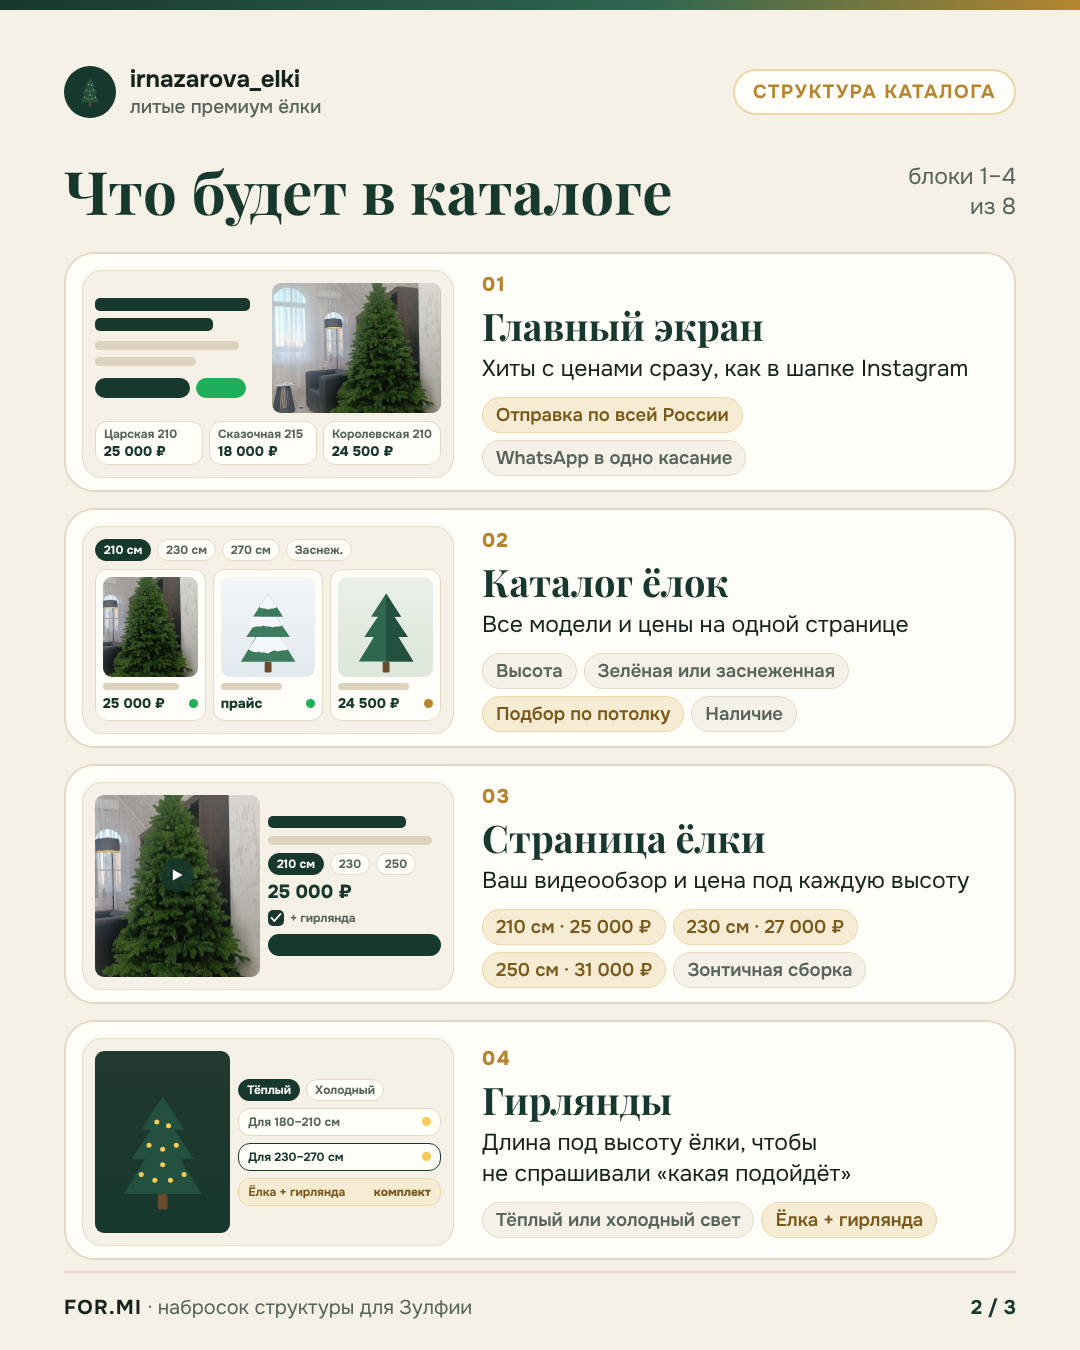 irnazarova_elki
литые премиум ёлки
СТРУКТУРА КАТАЛОГА
Что будет в каталоге
блоки 1–4
из 8
Царская 210
25 000 ₽
Сказочная 215
18 000 ₽
Королевская 210
24 500 ₽
01
Главный экран
Хиты с ценами сразу, как в шапке Instagram
Отправка по всей России
WhatsApp в одно касание
210 см
230 см
270 см
Заснеж.
25 000 ₽
прайс
24 500 ₽
02
Каталог ёлок
Все модели и цены на одной странице
Высота
Зелёная или заснеженная
Подбор по потолку
Наличие
210 см
230
250
25 000 ₽
+ гирлянда
03
Страница ёлки
Ваш видеообзор и цена под каждую высоту
210 см · 25 000 ₽
230 см · 27 000 ₽
250 см · 31 000 ₽
Зонтичная сборка
Тёплый
Холодный
Для 180–210 см
Для 230–270 см
Ёлка + гирлянда комплект
04
Гирлянды
Длина под высоту ёлки, чтобы
не спрашивали «какая подойдёт»
Тёплый или холодный свет
Ёлка + гирлянда
FOR.MI · набросок структуры для Зулфии
2 / 3